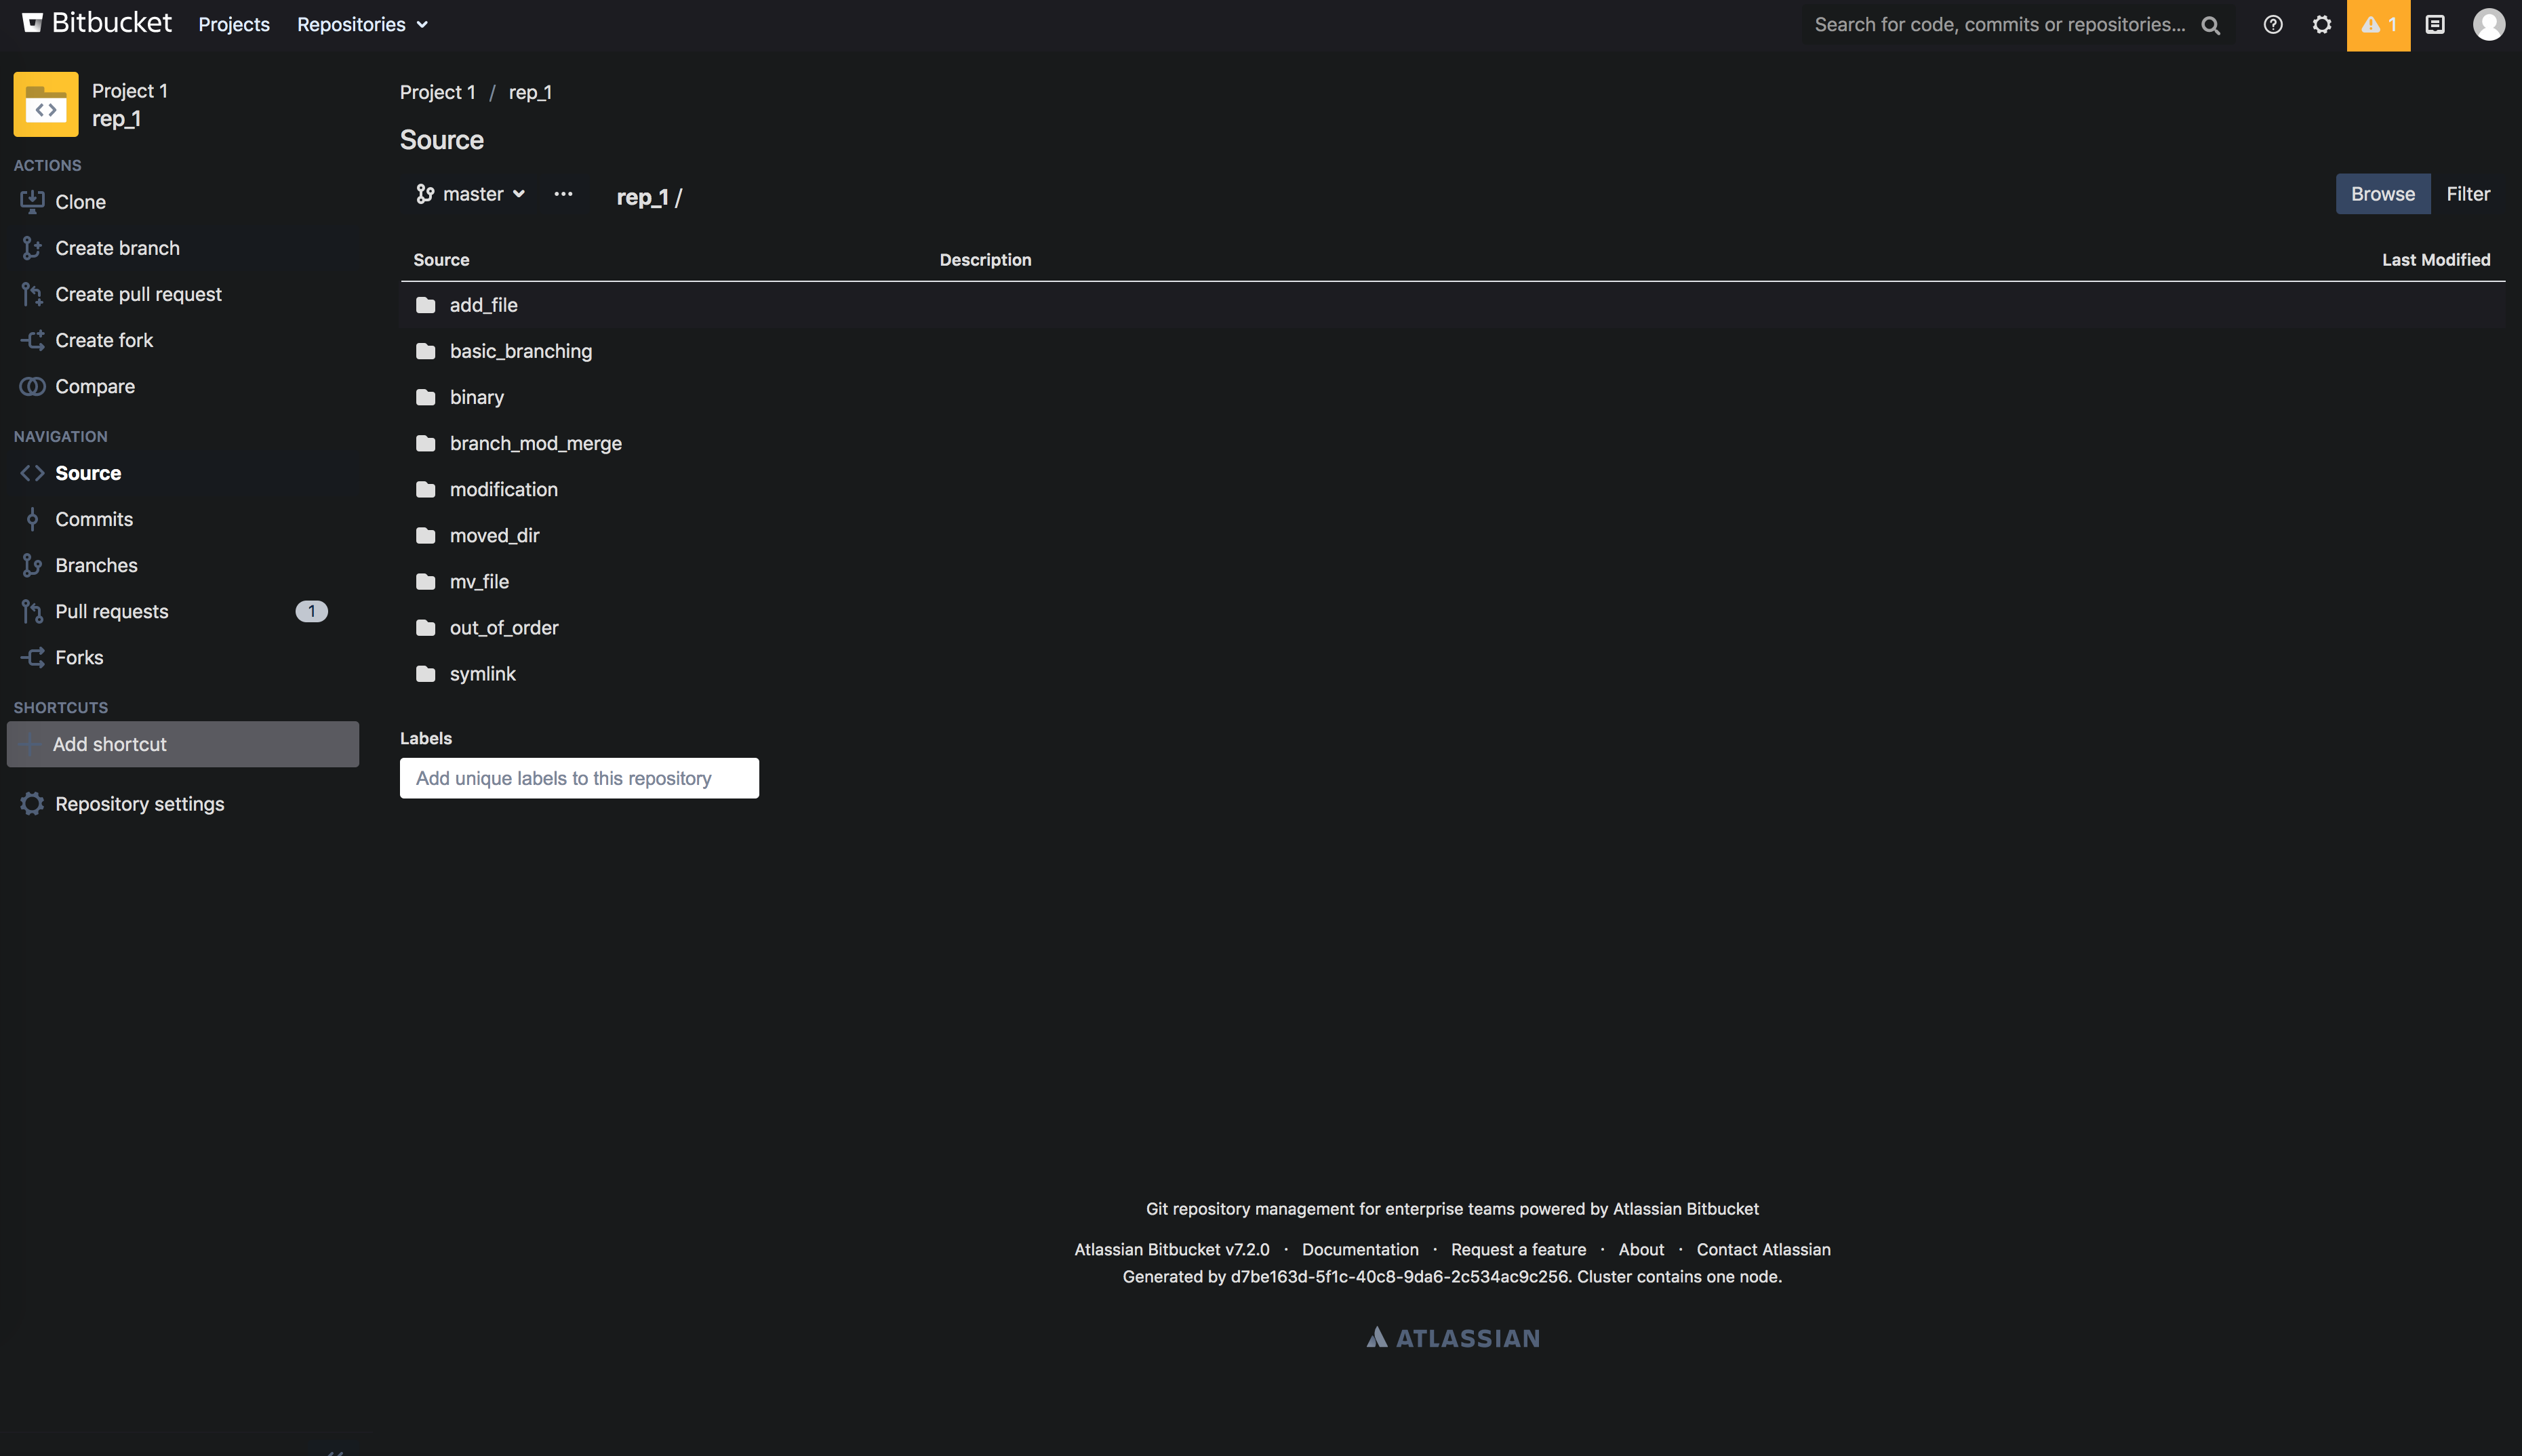 Bitbucket Projects Repositories Search for code, commits or repositories... 1
Project 1
rep_1
ACTIONS
Clone
Create branch
Create pull request
Create fork
Compare
NAVIGATION
Source
Commits
Branches
Pull requests 1
Forks
SHORTCUTS
Add shortcut
Repository settings
Project 1 / rep_1
Source
master ... rep_1 / Browse Filter
Source Description Last Modified
add_file
basic_branching
binary
branch_mod_merge
modification
moved_dir
mv_file
out_of_order
symlink
Labels
Add unique labels to this repository
Git repository management for enterprise teams powered by Atlassian Bitbucket
Atlassian Bitbucket v7.2.0 · Documentation · Request a feature · About · Contact Atlassian
Generated by d7be163d-5f1c-40c8-9da6-2c534ac9c256. Cluster contains one node.
ATLASSIAN